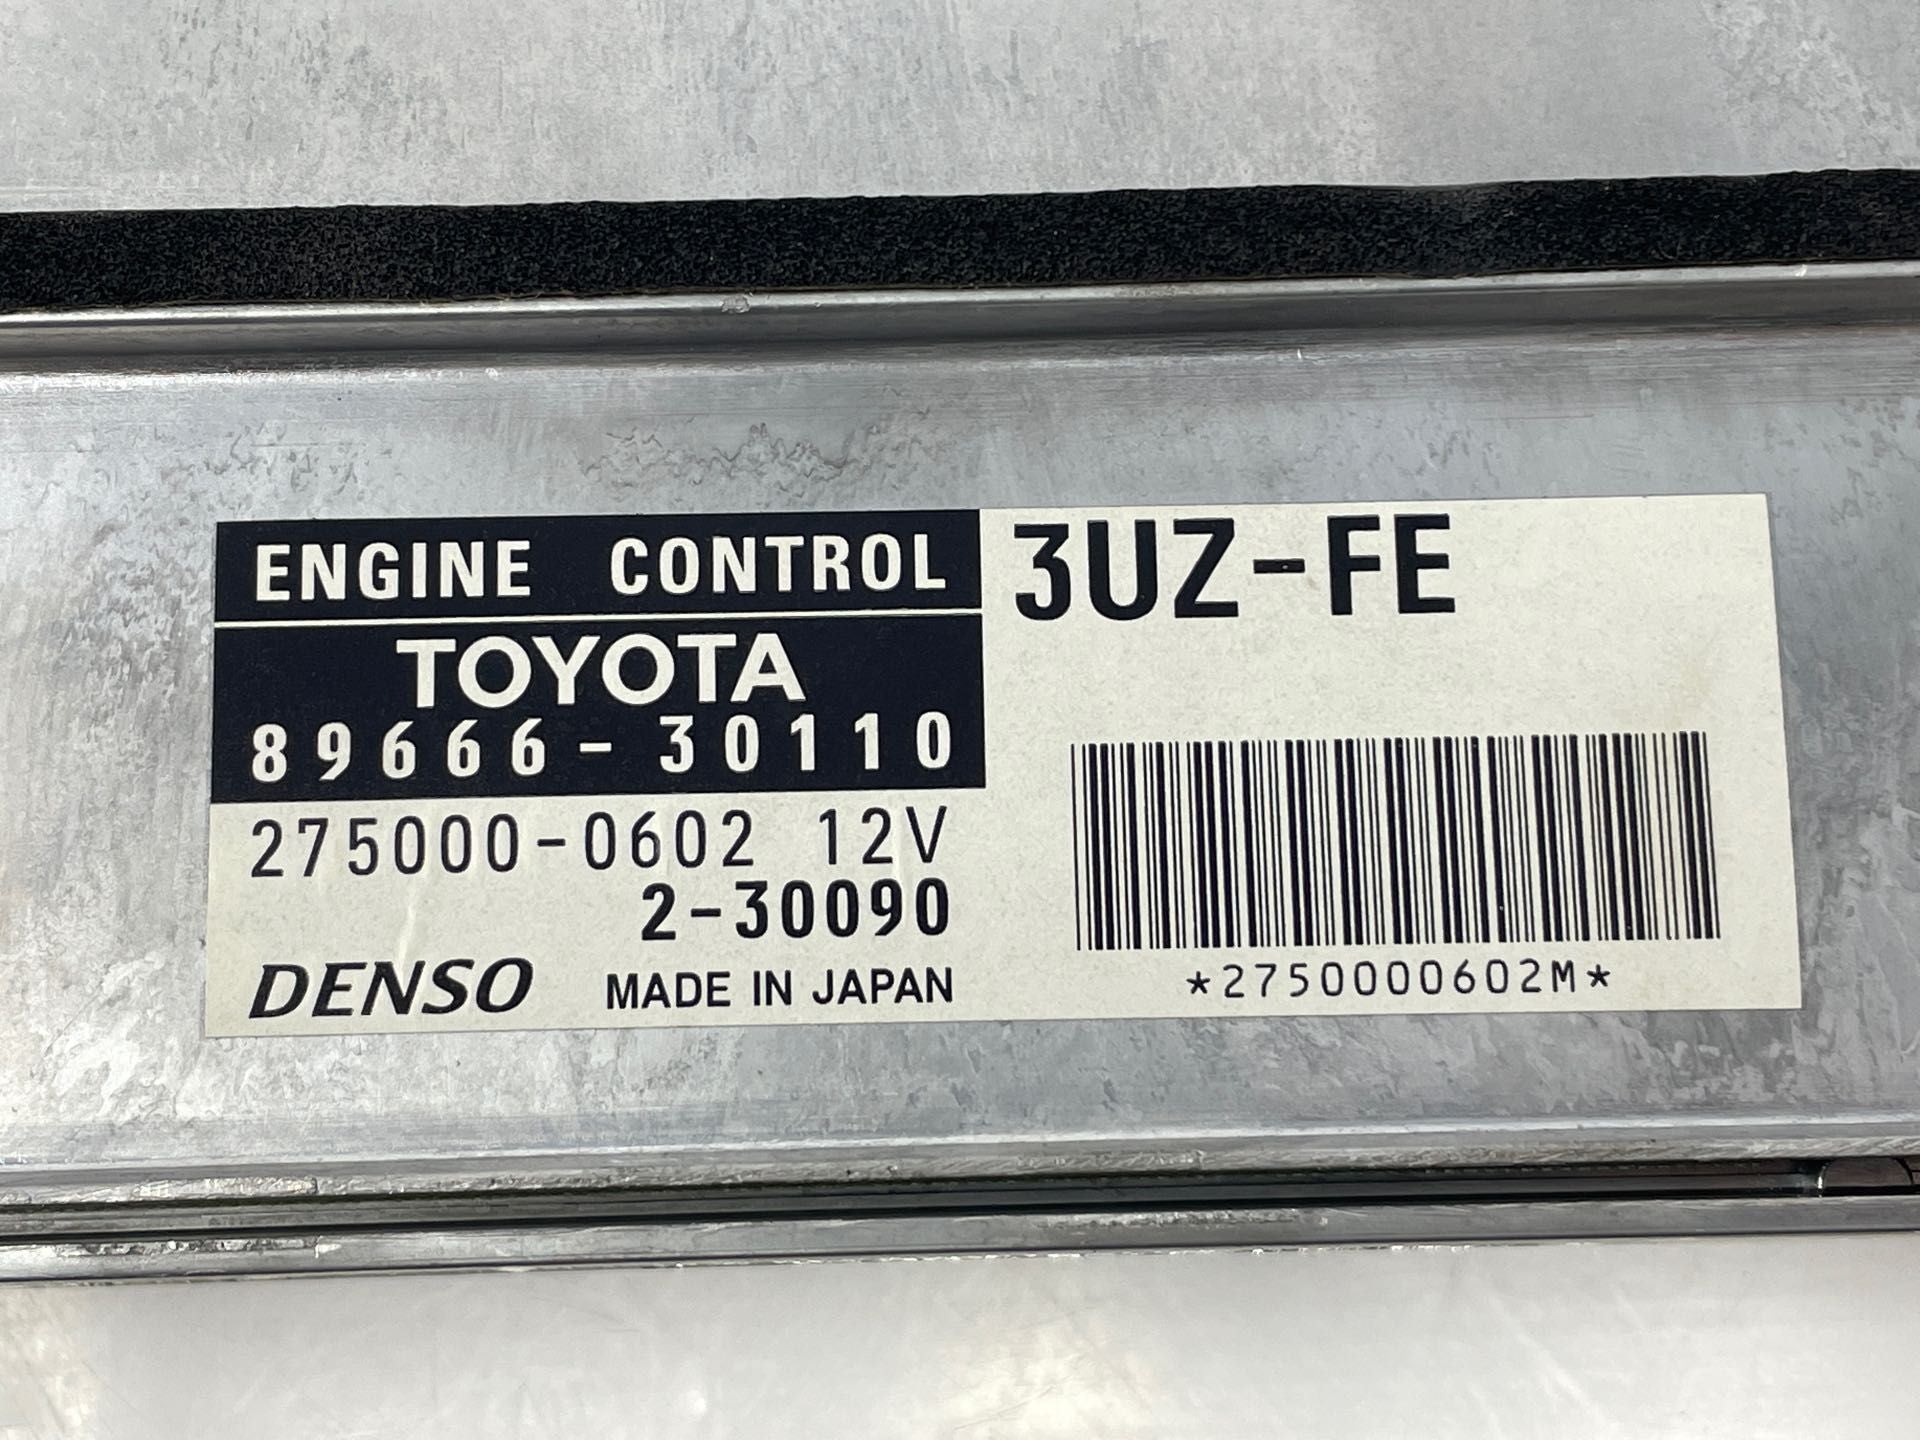 ENGINE CONTROL
TOYOTA
89666-30110
275000-0602 12V
2-30090
DENSO MADE IN JAPAN
3UZ-FE
*2750000602M*